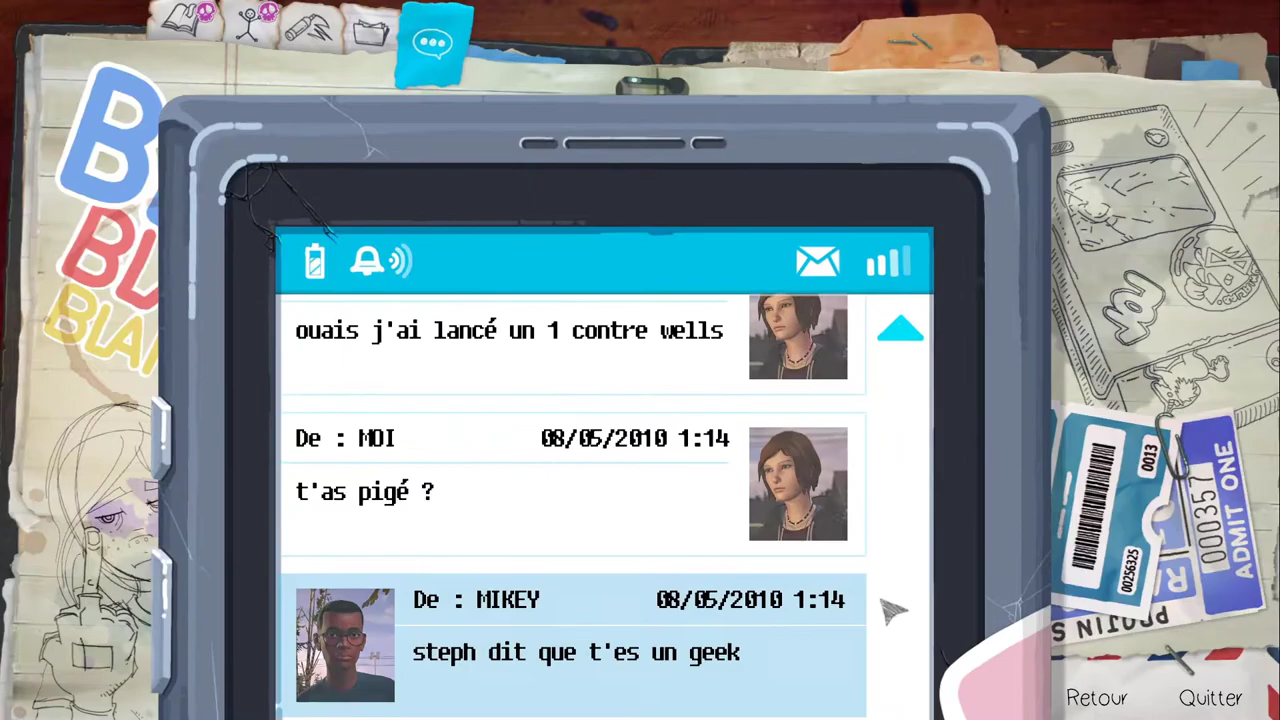 ouais j'ai lancé un 1 contre wells
De : MOI 08/05/2010 1:14
t'as pigé ?
De : MIKEY 08/05/2010 1:14
steph dit que t'es un geek
0013
00256325
000357
ADMIT ONE
Retour Quitter